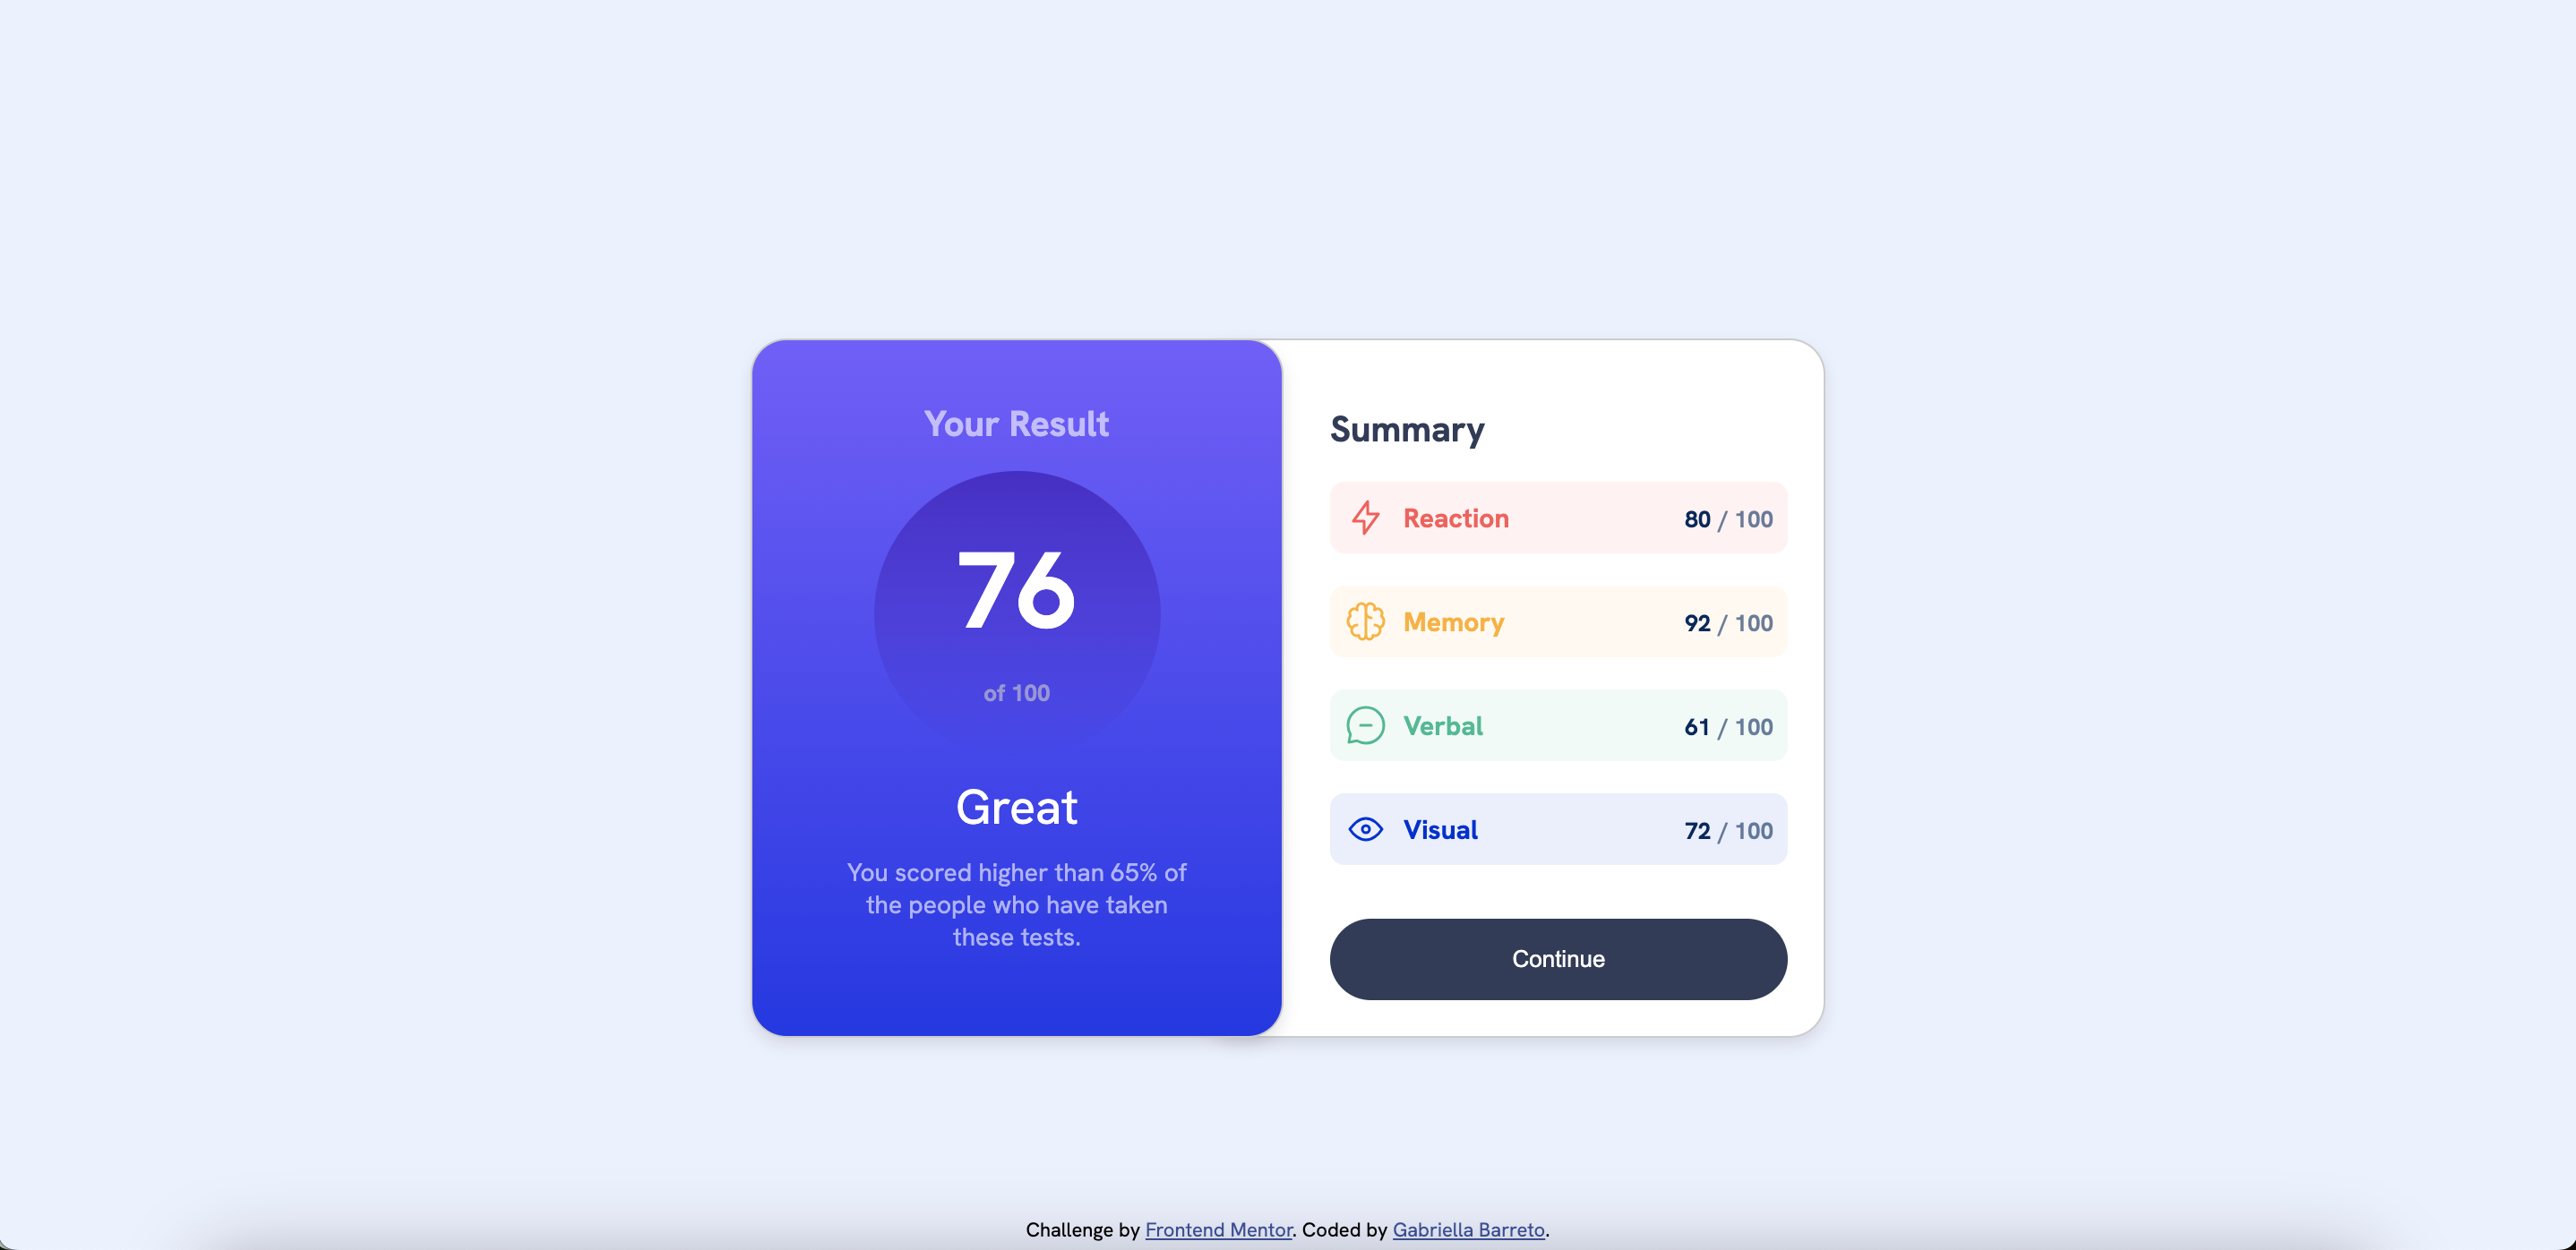 Your Result
76
of 100
Great
You scored higher than 65% of
the people who have taken
these tests.
Summary
Reaction 80 / 100
Memory 92 / 100
Verbal 61 / 100
Visual 72 / 100
Continue
Challenge by Frontend Mentor. Coded by Gabriella Barreto.